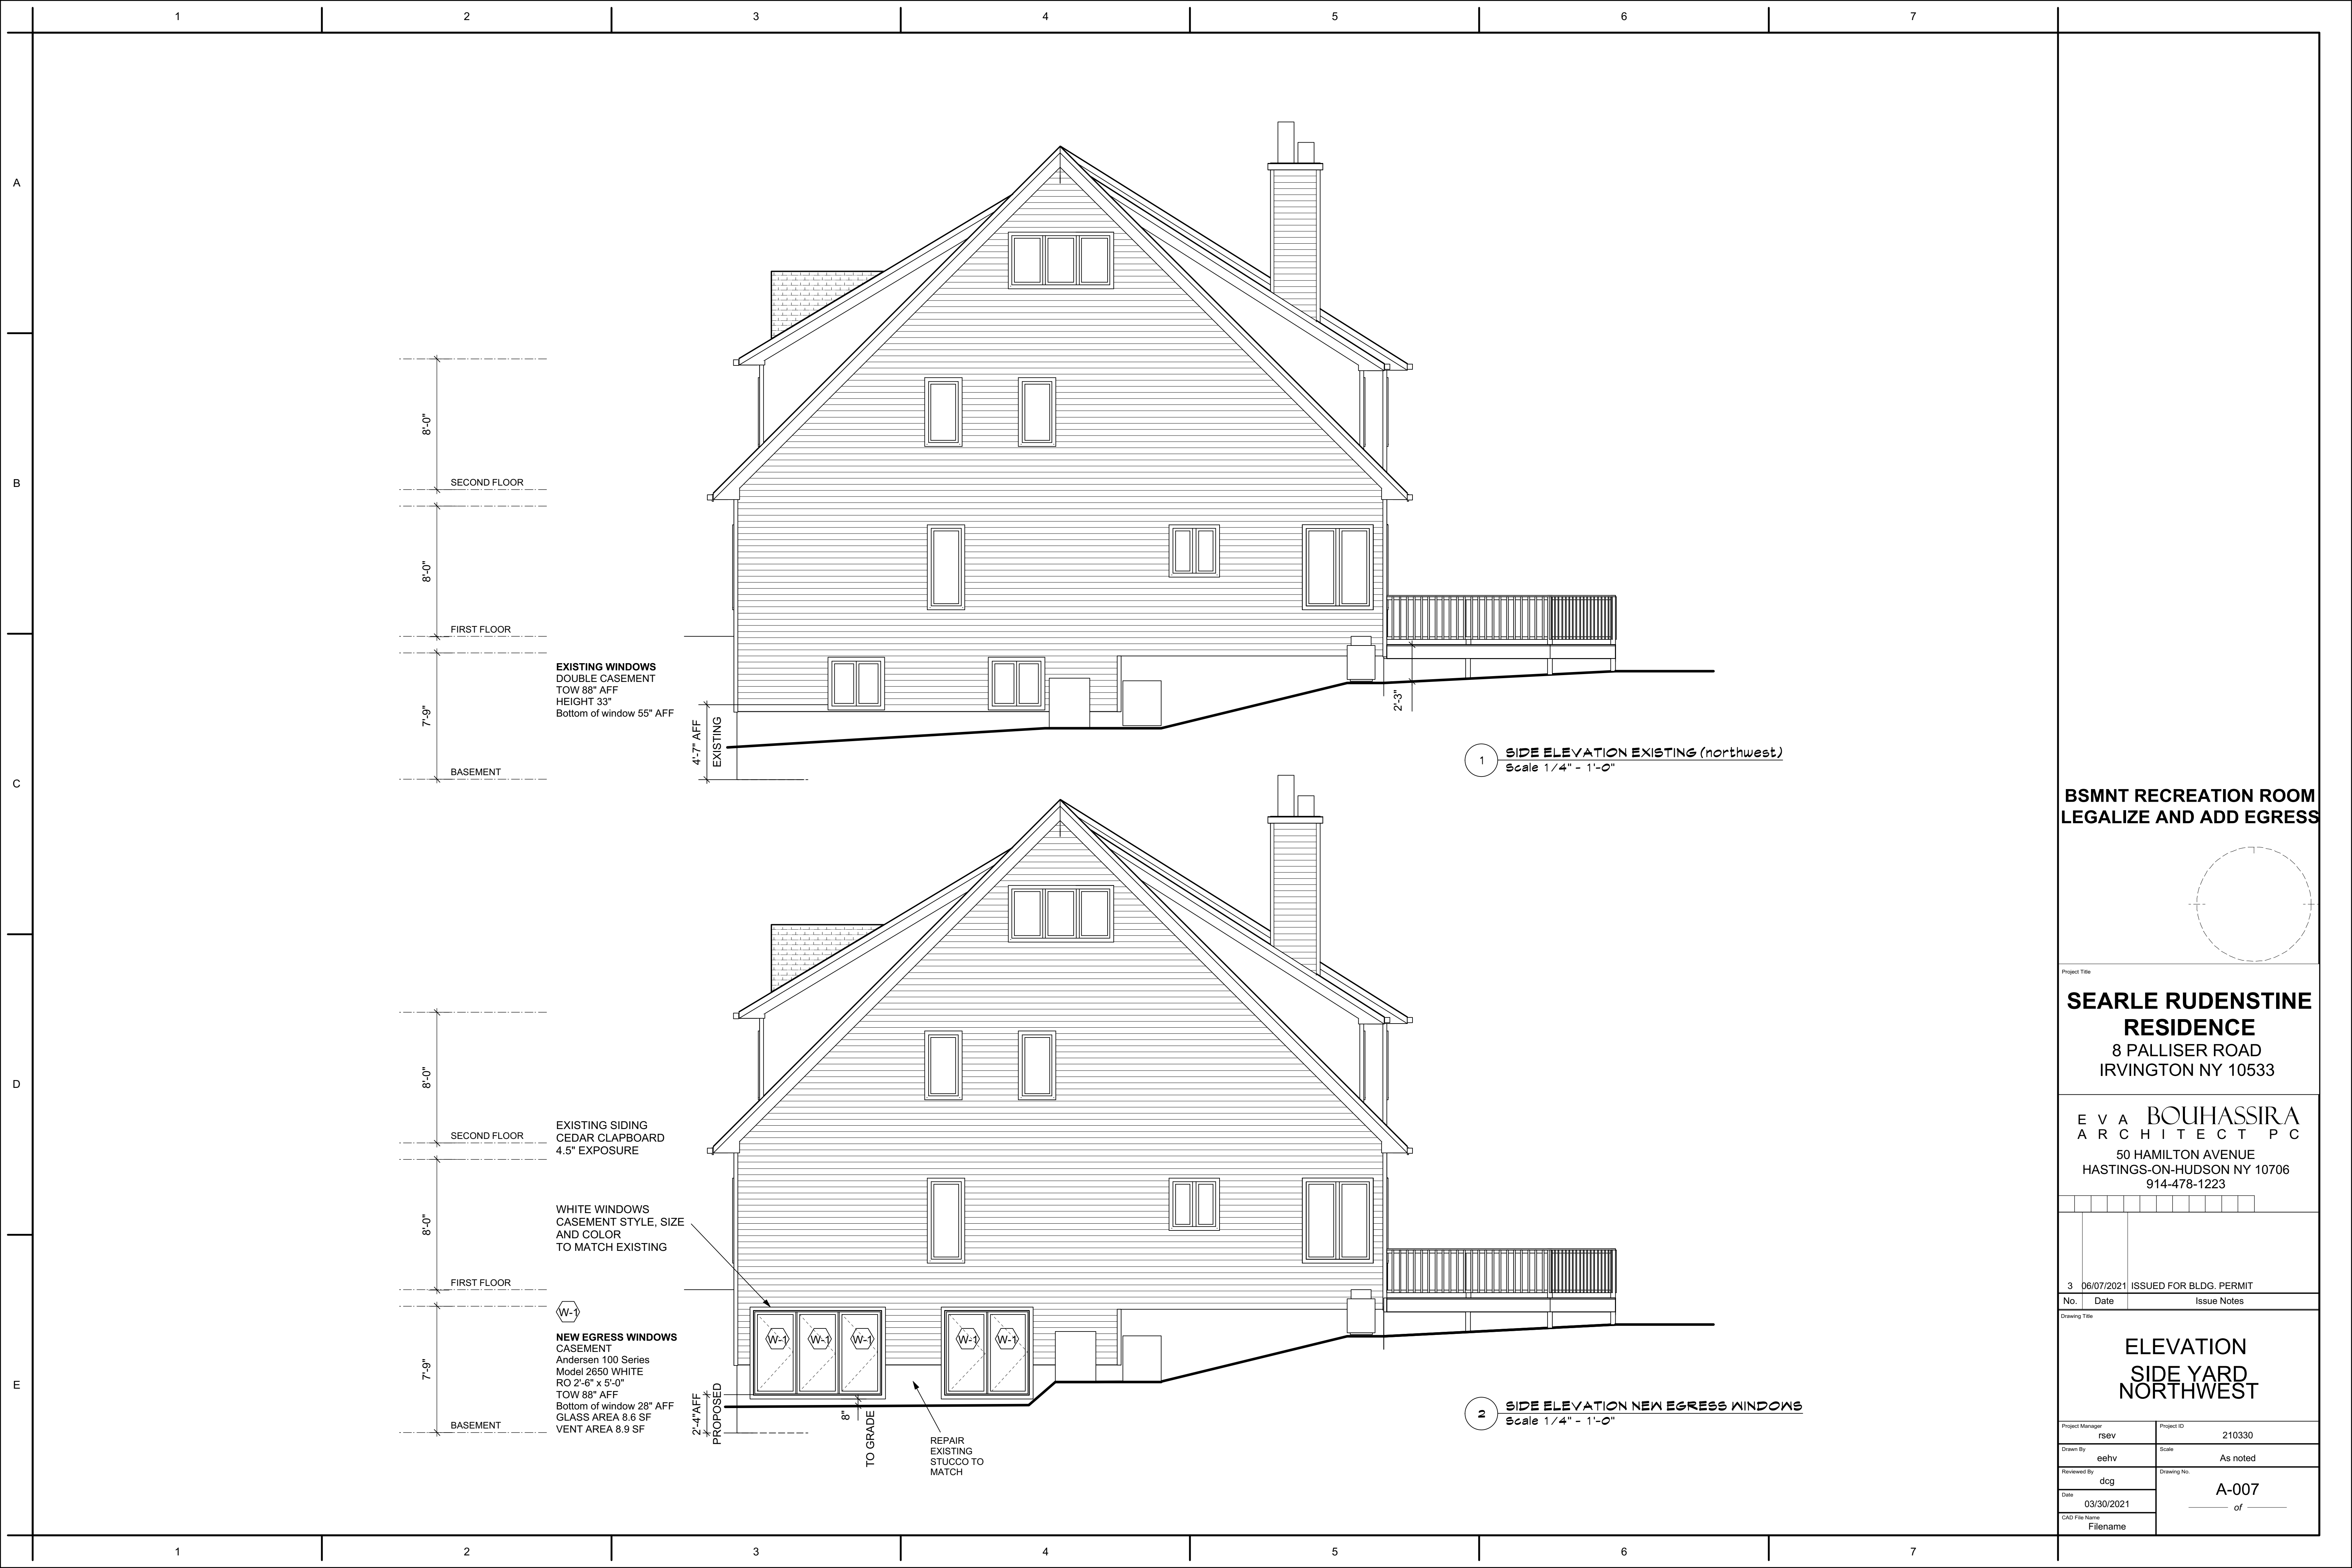 1 2 3 4 5 6 7
A
B
C
D
E
8'-0"
SECOND FLOOR
8'-0"
FIRST FLOOR
7'-9"
BASEMENT
EXISTING WINDOWS
DOUBLE CASEMENT
TOW 88" AFF
HEIGHT 33"
Bottom of window 55" AFF
4'-7" AFF
EXISTING
2'-3"
1
SIDE ELEVATION EXISTING (northwest)
Scale 1/4" - 1'-0"
8'-0"
SECOND FLOOR
8'-0"
FIRST FLOOR
7'-9"
BASEMENT
EXISTING SIDING
CEDAR CLAPBOARD
4.5" EXPOSURE
WHITE WINDOWS
CASEMENT STYLE, SIZE
AND COLOR
TO MATCH EXISTING
W-1
NEW EGRESS WINDOWS
CASEMENT
Andersen 100 Series
Model 2650 WHITE
RO 2'-6" x 5'-0"
TOW 88" AFF
Bottom of window 28" AFF
GLASS AREA 8.6 SF
VENT AREA 8.9 SF
W-1 W-1 W-1 W-1 W-1
2'-4"AFF
PROPOSED
8"
TO GRADE
REPAIR
EXISTING
STUCCO TO
MATCH
2
SIDE ELEVATION NEW EGRESS WINDOWS
Scale 1/4" - 1'-0"
BSMNT RECREATION ROOM
LEGALIZE AND ADD EGRESS
Project Title
SEARLE RUDENSTINE
RESIDENCE
8 PALLISER ROAD
IRVINGTON NY 10533
EVA BOUHASSIRA
ARCHITECT PC
50 HAMILTON AVENUE
HASTINGS-ON-HUDSON NY 10706
914-478-1223
3 06/07/2021 ISSUED FOR BLDG. PERMIT
No. Date Issue Notes
Drawing Title
ELEVATION
SIDE YARD
NORTHWEST
Project Manager
rsev
Project ID
210330
Drawn By
eehv
Scale
As noted
Reviewed By
dcg
Drawing No.
A-007
of
Date
03/30/2021
CAD File Name
Filename
1 2 3 4 5 6 7